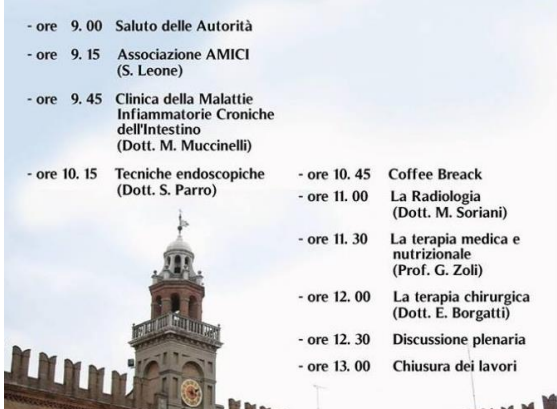 - ore 9. 00 Saluto delle Autorità
- ore 9. 15 Associazione AMICI
(S. Leone)
- ore 9. 45 Clinica della Malattie
Infiammatorie Croniche
dell'Intestino
(Dott. M. Muccinelli)
- ore 10. 15 Tecniche endoscopiche
(Dott. S. Parro)
- ore 10. 45 Coffee Breack
- ore 11. 00 La Radiologia
(Dott. M. Soriani)
- ore 11. 30 La terapia medica e
nutrizionale
(Prof. G. Zoli)
- ore 12. 00 La terapia chirurgica
(Dott. E. Borgatti)
- ore 12. 30 Discussione plenaria
- ore 13. 00 Chiusura dei lavori